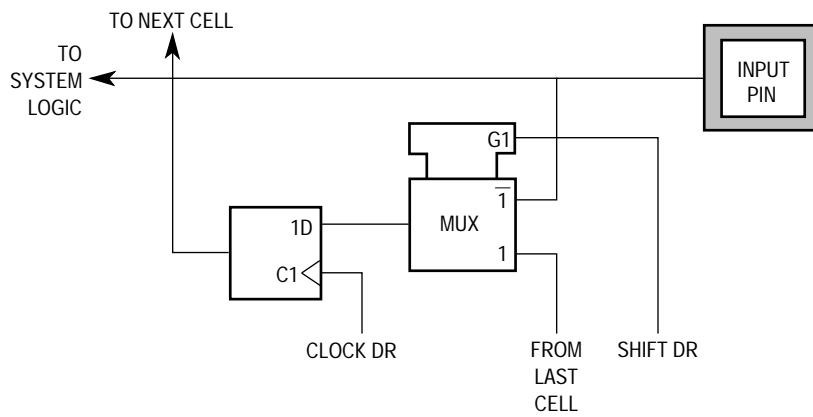 TO NEXT CELL
TO
SYSTEM
LOGIC
INPUT
PIN
G1
1
MUX
1
1D
C1
CLOCK DR
FROM
LAST
CELL
SHIFT DR